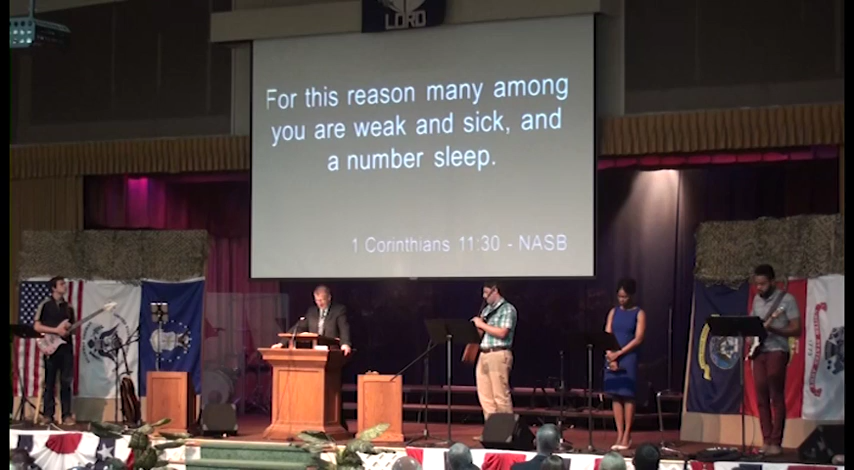 LORD
For this reason many among
you are weak and sick, and
a number sleep.
1 Corinthians 11:30 - NASB